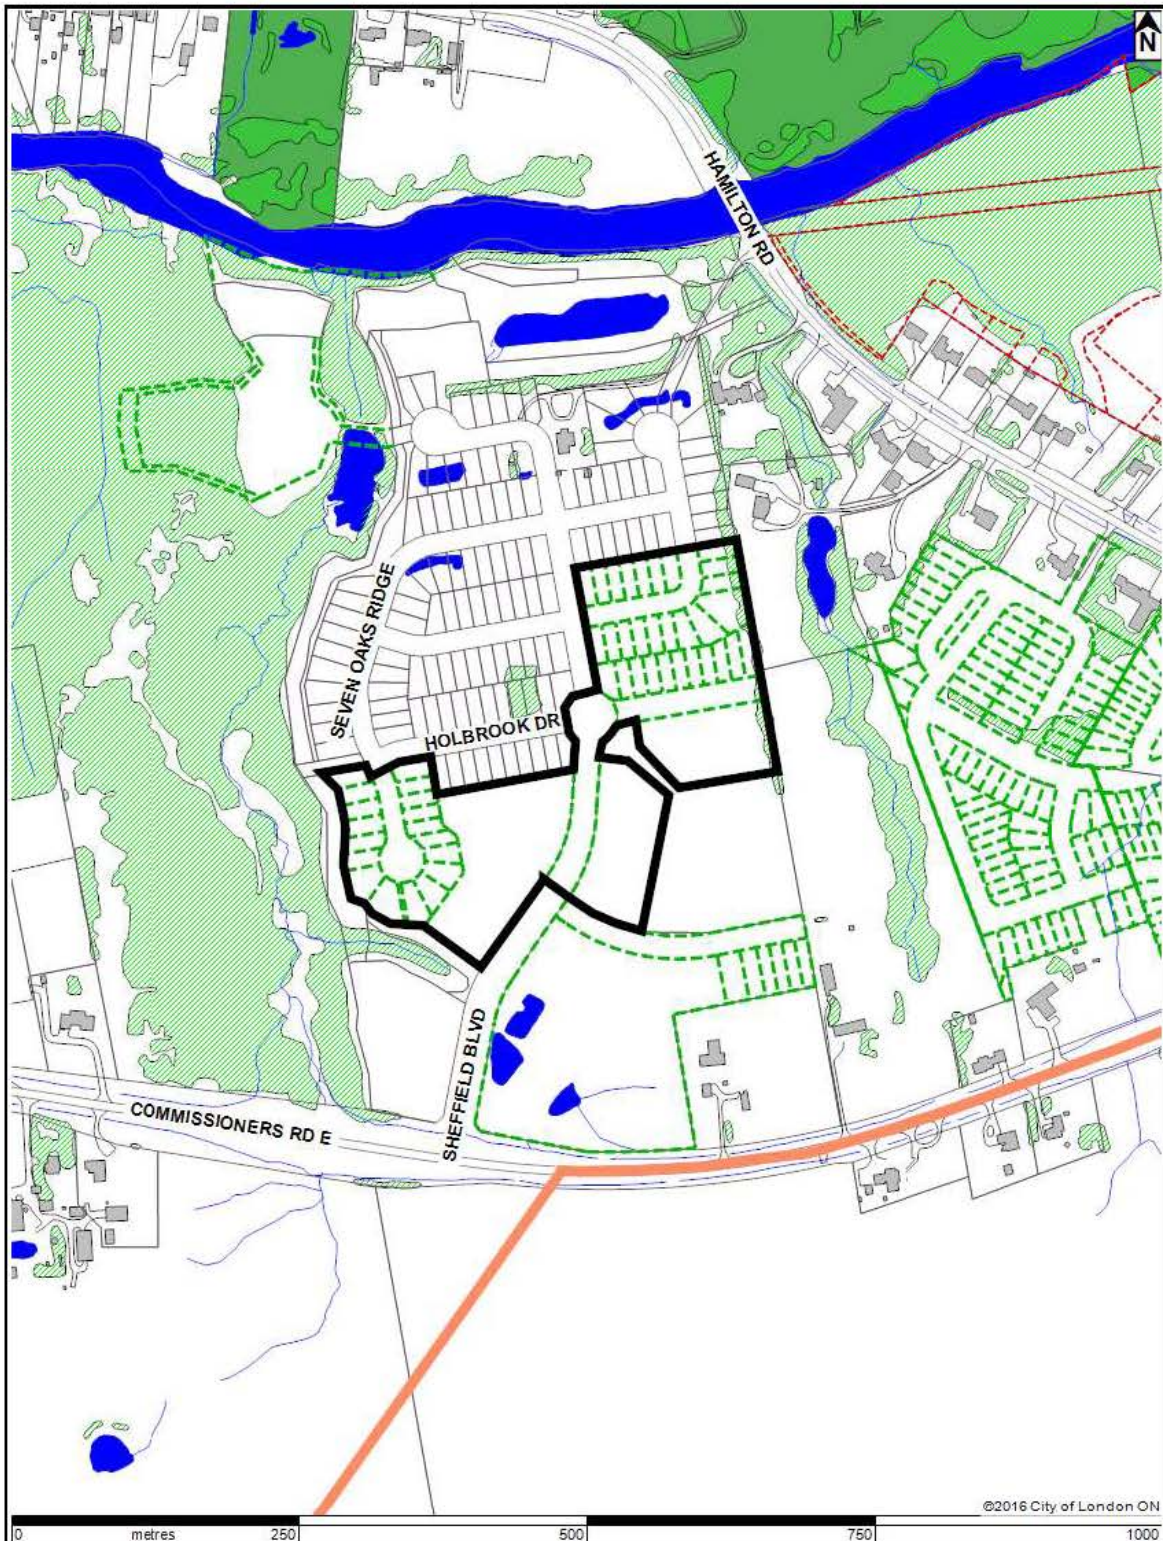 N
HAMILTON RD
SEVEN OAKS RIDGE
HOLBROOK DR
SHEFFIELD BLVD
COMMISSIONERS RD E
©2016 City of London ON
0 metres 250 500 750 1000